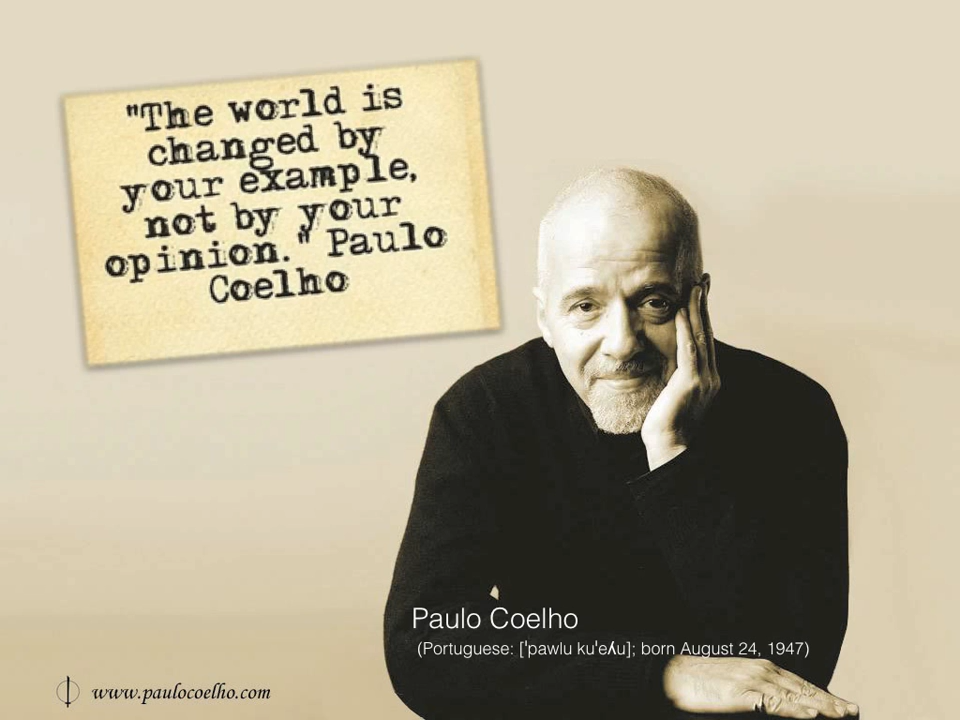 "The world is
changed by
your example,
not by your
opinion." Paulo
Coelho
Paulo Coelho
(Portuguese: [ˈpawlu kuˈeʎu]; born August 24, 1947)
www.paulocoelho.com